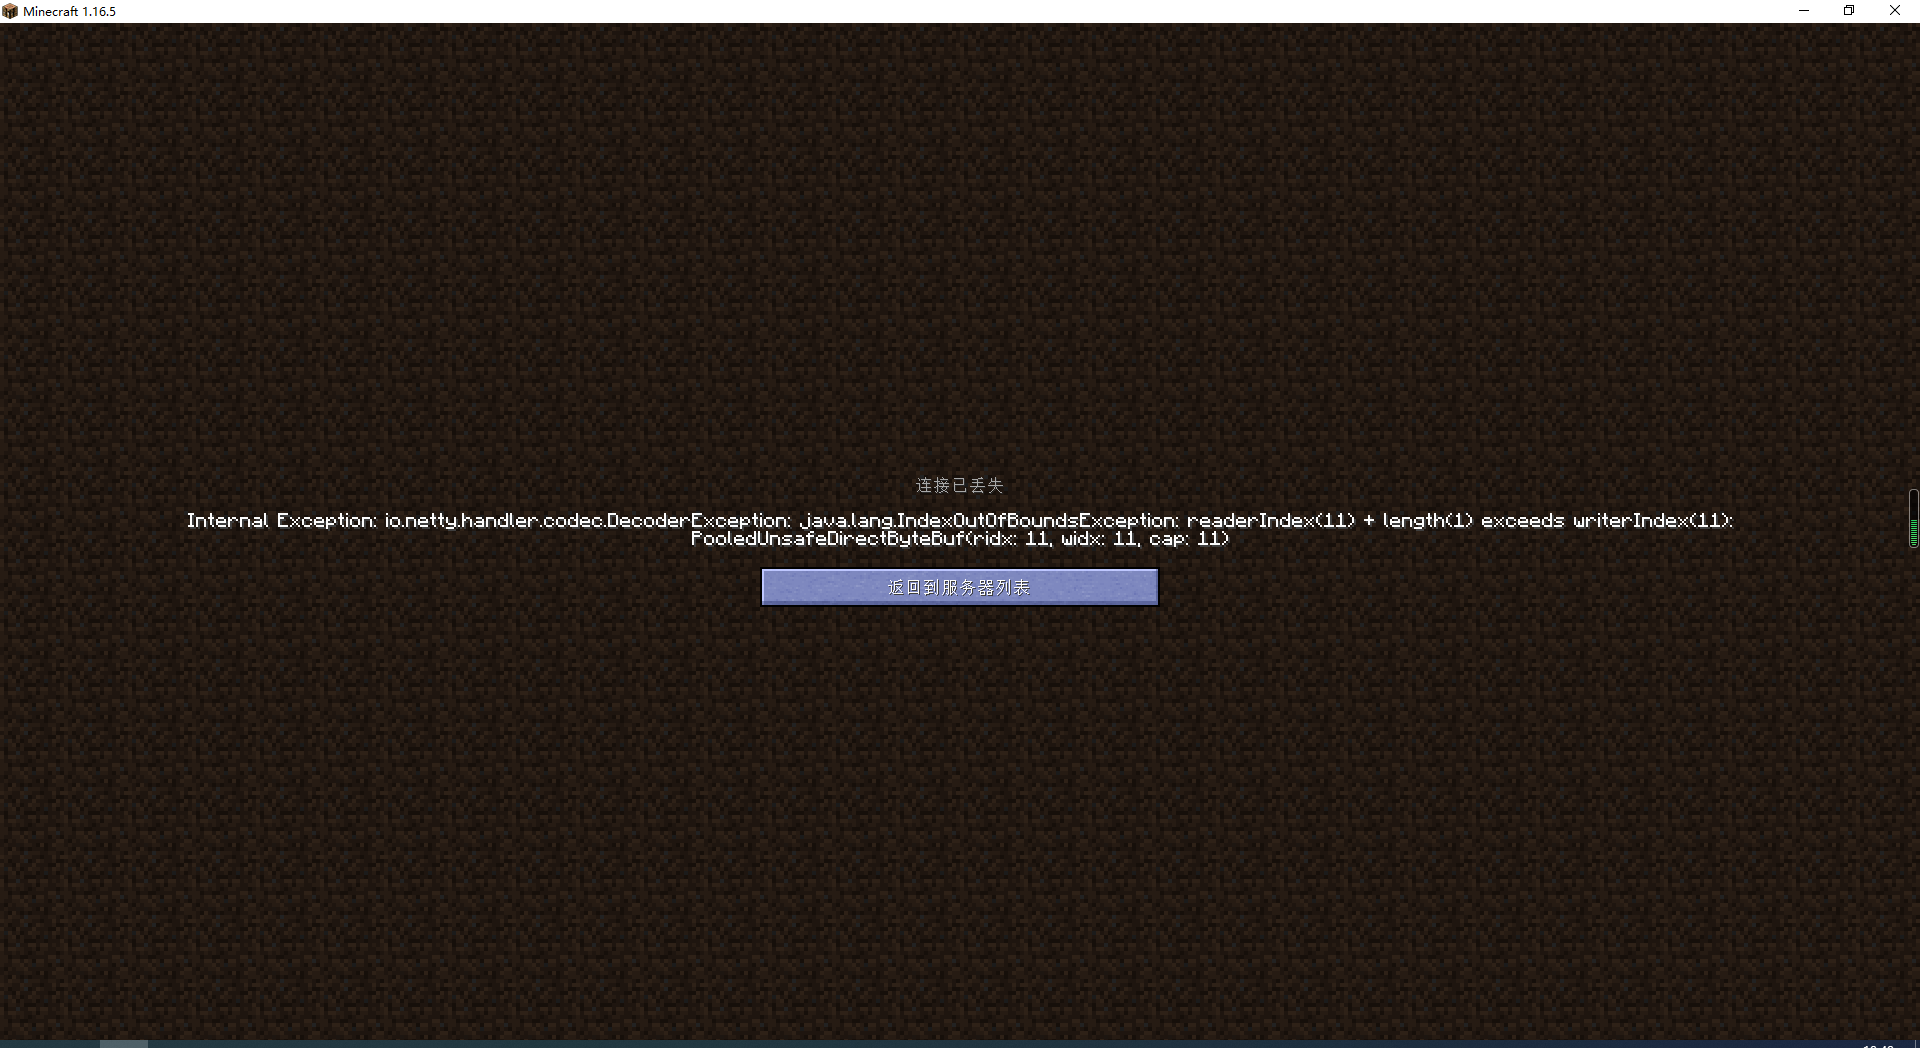 Minecraft 1.16.5
连接已丢失
Internal Exception: io.netty.handler.codec.DecoderException: java.lang.IndexOutOfBoundsException: readerIndex(11) + length(1) exceeds writerIndex(11):
PooledUnsafeDirectByteBuf(ridx: 11, widx: 11, cap: 11)
返回到服务器列表